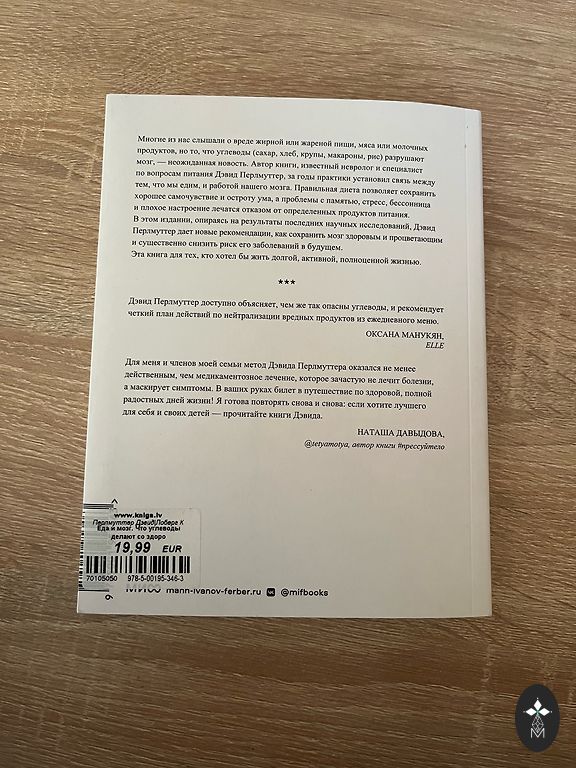 Многие из нас слышали о вреде жирной или жареной пищи, мяса или молочных
продуктов, но то, что углеводы (сахар, хлеб, крупы, макароны, рис) разрушают
мозг, — неожиданная новость. Автор книги, известный невролог и специалист
по вопросам питания Дэвид Перлмуттер, за годы практики установил связь между
тем, что мы едим, и работой нашего мозга. Правильная диета позволяет сохранить
хорошее самочувствие и остроту ума, а проблемы с памятью, стресс, бессонница
и плохое настроение лечатся отказом от определенных продуктов питания.
В этом издании, опираясь на результаты последних научных исследований, Дэвид
Перлмуттер дает новые рекомендации, как сохранить мозг здоровым и процветающим
и существенно снизить риск его заболеваний в будущем.
Эта книга для тех, кто хотел бы жить долгой, активной, полноценной жизнью.
***
Дэвид Перлмуттер доступно объясняет, чем же так опасны углеводы, и рекомендует
четкий план действий по нейтрализации вредных продуктов из ежедневного меню.
ОКСАНА МАНУКЯН,
ELLE
Для меня и членов моей семьи метод Дэвида Перлмуттера оказался не менее
действенным, чем медикаментозное лечение, которое зачастую не лечит болезни,
а маскирует симптомы. В ваших руках билет в путешествие по здоровой, полной
радостных дней жизни! Я готова повторять снова и снова: если хотите лучшего
для себя и своих детей — прочитайте книги Дэвида.
НАТАША ДАВЫДОВА,
@tetyamotya, автор книги #прессуйтело
www.kniga.lv
Перлмуттер Дэвид\Лоберг К
Еда и мозг. Что углеводы
делают со здоро
19,99 EUR
70105050 978-5-00195-346-3
mann-ivanov-ferber.ru @mifbooks
M